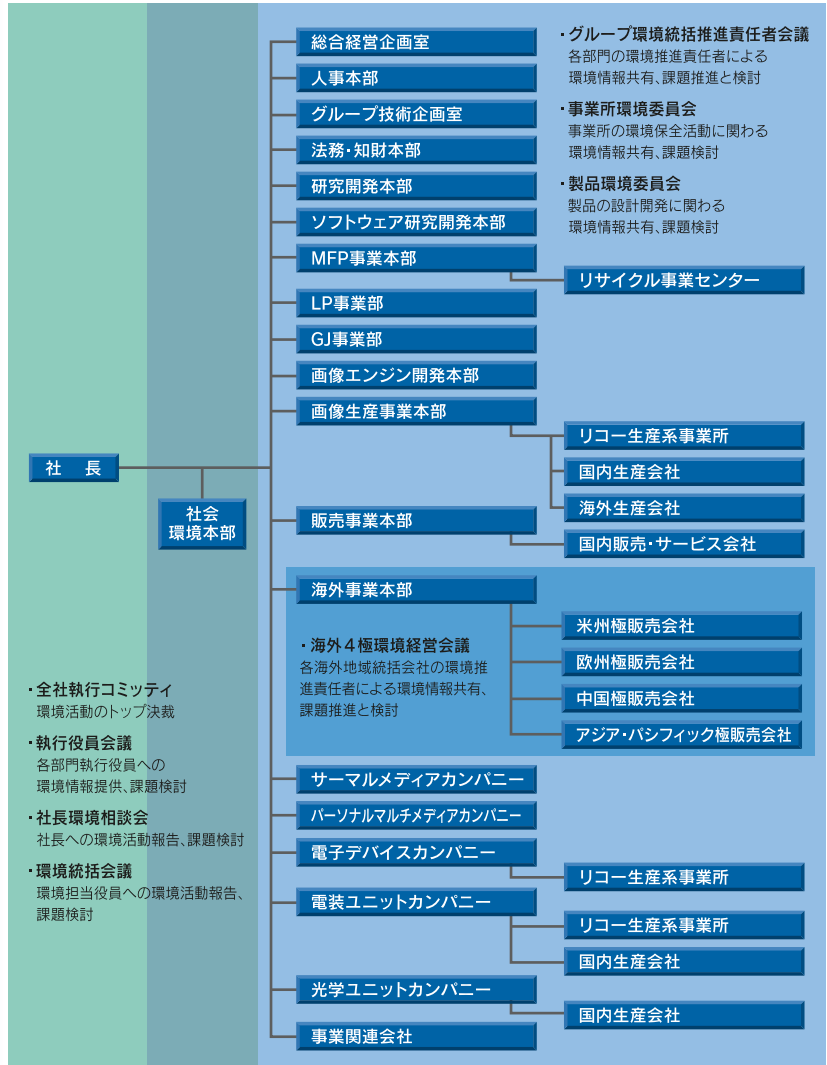 社 長
社会
環境本部
・全社執行コミッティ
環境活動のトップ決裁
・執行役員会議
各部門執行役員への
環境情報提供、課題検討
・社長環境相談会
社長への環境活動報告、課題検討
・環境統括会議
環境担当役員への環境活動報告、
課題検討
総合経営企画室
人事本部
グループ技術企画室
法務・知財本部
研究開発本部
ソフトウェア研究開発本部
MFP事業本部
リサイクル事業センター
LP事業部
GJ事業部
画像エンジン開発本部
画像生産事業本部
リコー生産系事業所
国内生産会社
海外生産会社
販売事業本部
国内販売・サービス会社
海外事業本部
・海外4極環境経営会議
各海外地域統括会社の環境推
進責任者による環境情報共有、
課題推進と検討
米州極販売会社
欧州極販売会社
中国極販売会社
アジア・パシフィック極販売会社
サーマルメディアカンパニー
パーソナルマルチメディアカンパニー
電子デバイスカンパニー
リコー生産系事業所
電装ユニットカンパニー
リコー生産系事業所
国内生産会社
光学ユニットカンパニー
国内生産会社
事業関連会社
・グループ環境統括推進責任者会議
各部門の環境推進責任者による
環境情報共有、課題推進と検討
・事業所環境委員会
事業所の環境保全活動に関わる
環境情報共有、課題検討
・製品環境委員会
製品の設計開発に関わる
環境情報共有、課題検討